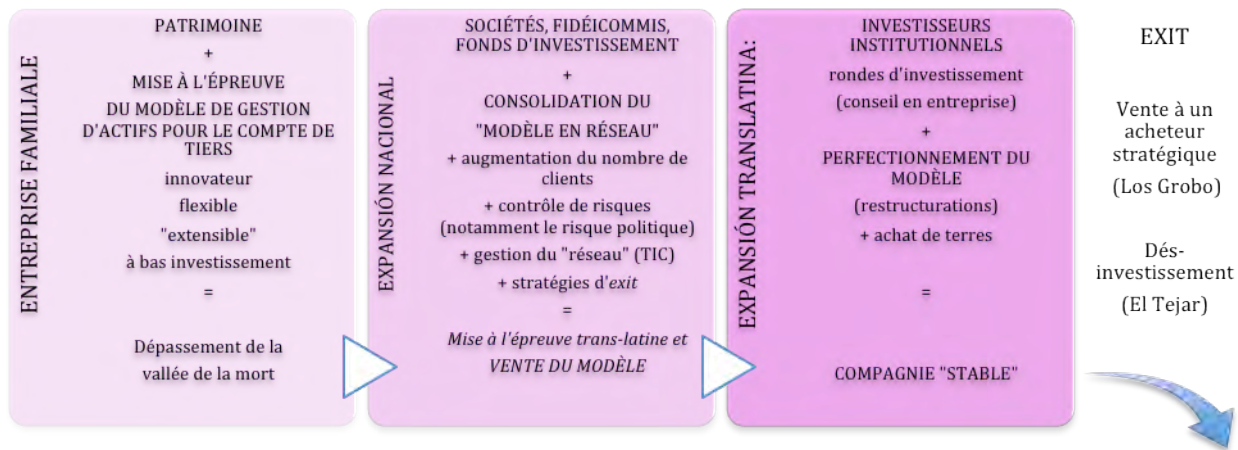 ENTREPRISE FAMILIALE
PATRIMOINE
+
MISE À L'ÉPREUVE
DU MODÈLE DE GESTION
D'ACTIFS POUR LE COMPTE DE
TIERS
innovateur
flexible
"extensible"
à bas investissement
=
Dépassement de la
vallée de la mort
EXPANSIÓN NACIONAL
SOCIÉTÉS, FIDÉICOMMIS,
FONDS D'INVESTISSEMENT
+
CONSOLIDATION DU
"MODÈLE EN RÉSEAU"
+ augmentation du nombre de
clients
+ contrôle de risques
(notamment le risque politique)
+ gestion du "réseau" (TIC)
+ stratégies d'exit
=
Mise à l'épreuve trans-latine et
VENTE DU MODÈLE
EXPANSIÓN TRANSLATINA:
INVESTISSEURS
INSTITUTIONNELS
rondes d'investissement
(conseil en entreprise)
+
PERFECTIONNEMENT DU
MODÈLE
(restructurations)
+ achat de terres
=
COMPAGNIE "STABLE"
EXIT
Vente à un
acheteur
stratégique
(Los Grobo)
Dés-
investissement
(El Tejar)